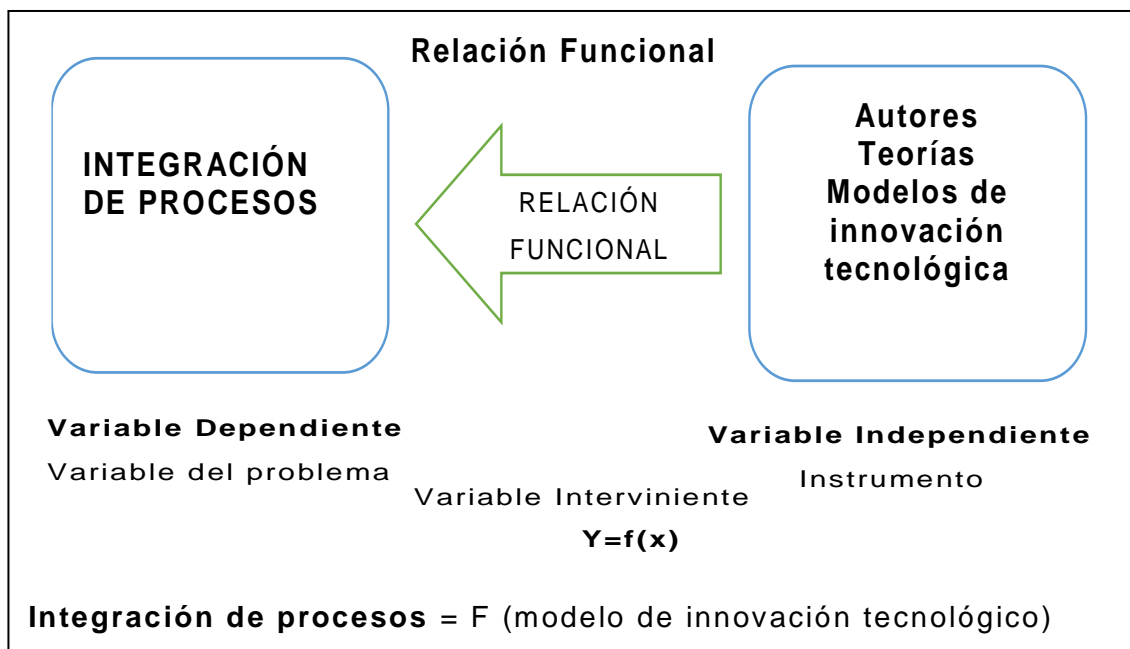 Relación Funcional
INTEGRACIÓN
DE PROCESOS
RELACIÓN
FUNCIONAL
Autores
Teorías
Modelos de
innovación
tecnológica
Variable Dependiente
Variable del problema
Variable Interviniente
Y=f(x)
Variable Independiente
Instrumento
Integración de procesos = F (modelo de innovación tecnológico)